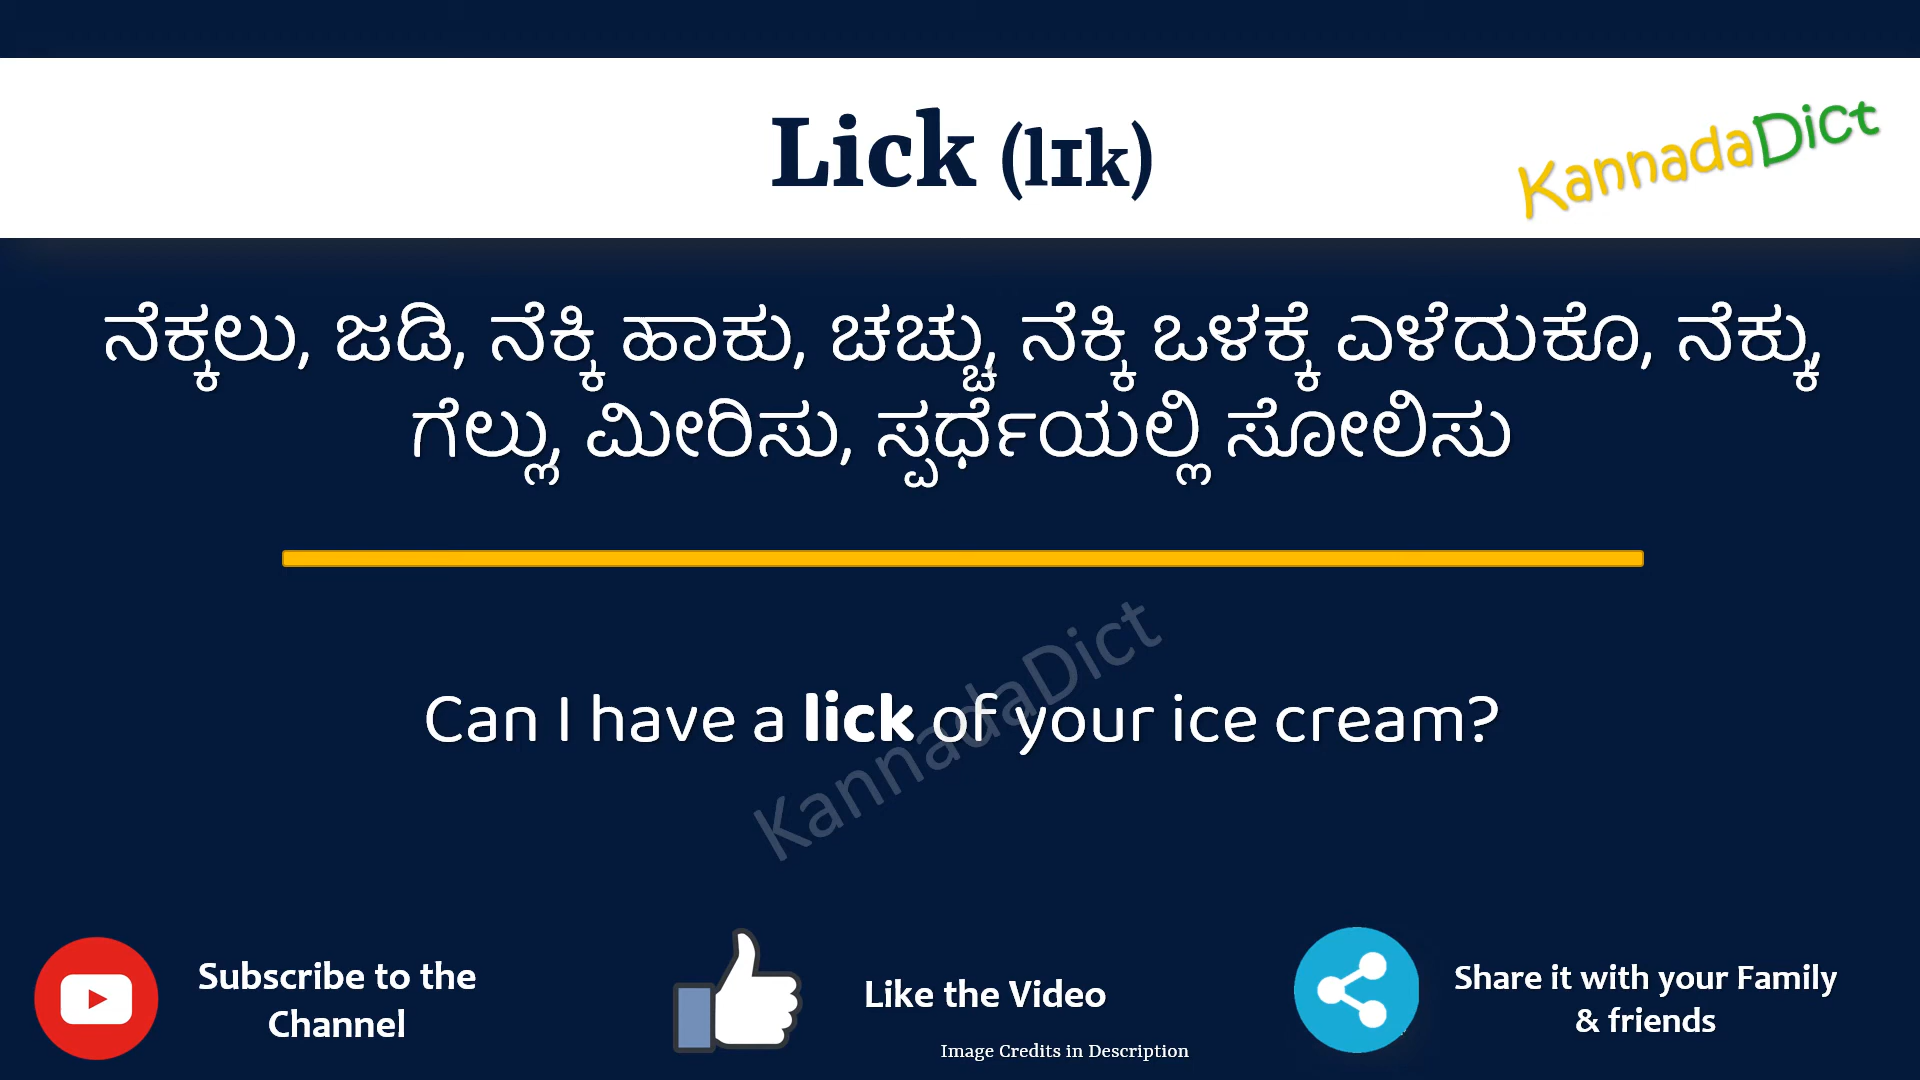 Lick (lɪk)
KannadaDict
ನೆಕ್ಕಲು, ಜಡಿ, ನೆಕ್ಕಿ ಹಾಕು, ಚಚ್ಚು, ನೆಕ್ಕಿ ಒಳಕ್ಕೆ ಎಳೆದುಕೊ, ನೆಕ್ಕು,
ಗೆಲ್ಲು, ಮೀರಿಸು, ಸ್ಪರ್ಧೆಯಲ್ಲಿ ಸೋಲಿಸು
Can I have a lick of your ice cream?
KannadaDict
Subscribe to the
Channel
Like the Video
Share it with your Family
& friends
Image Credits in Description